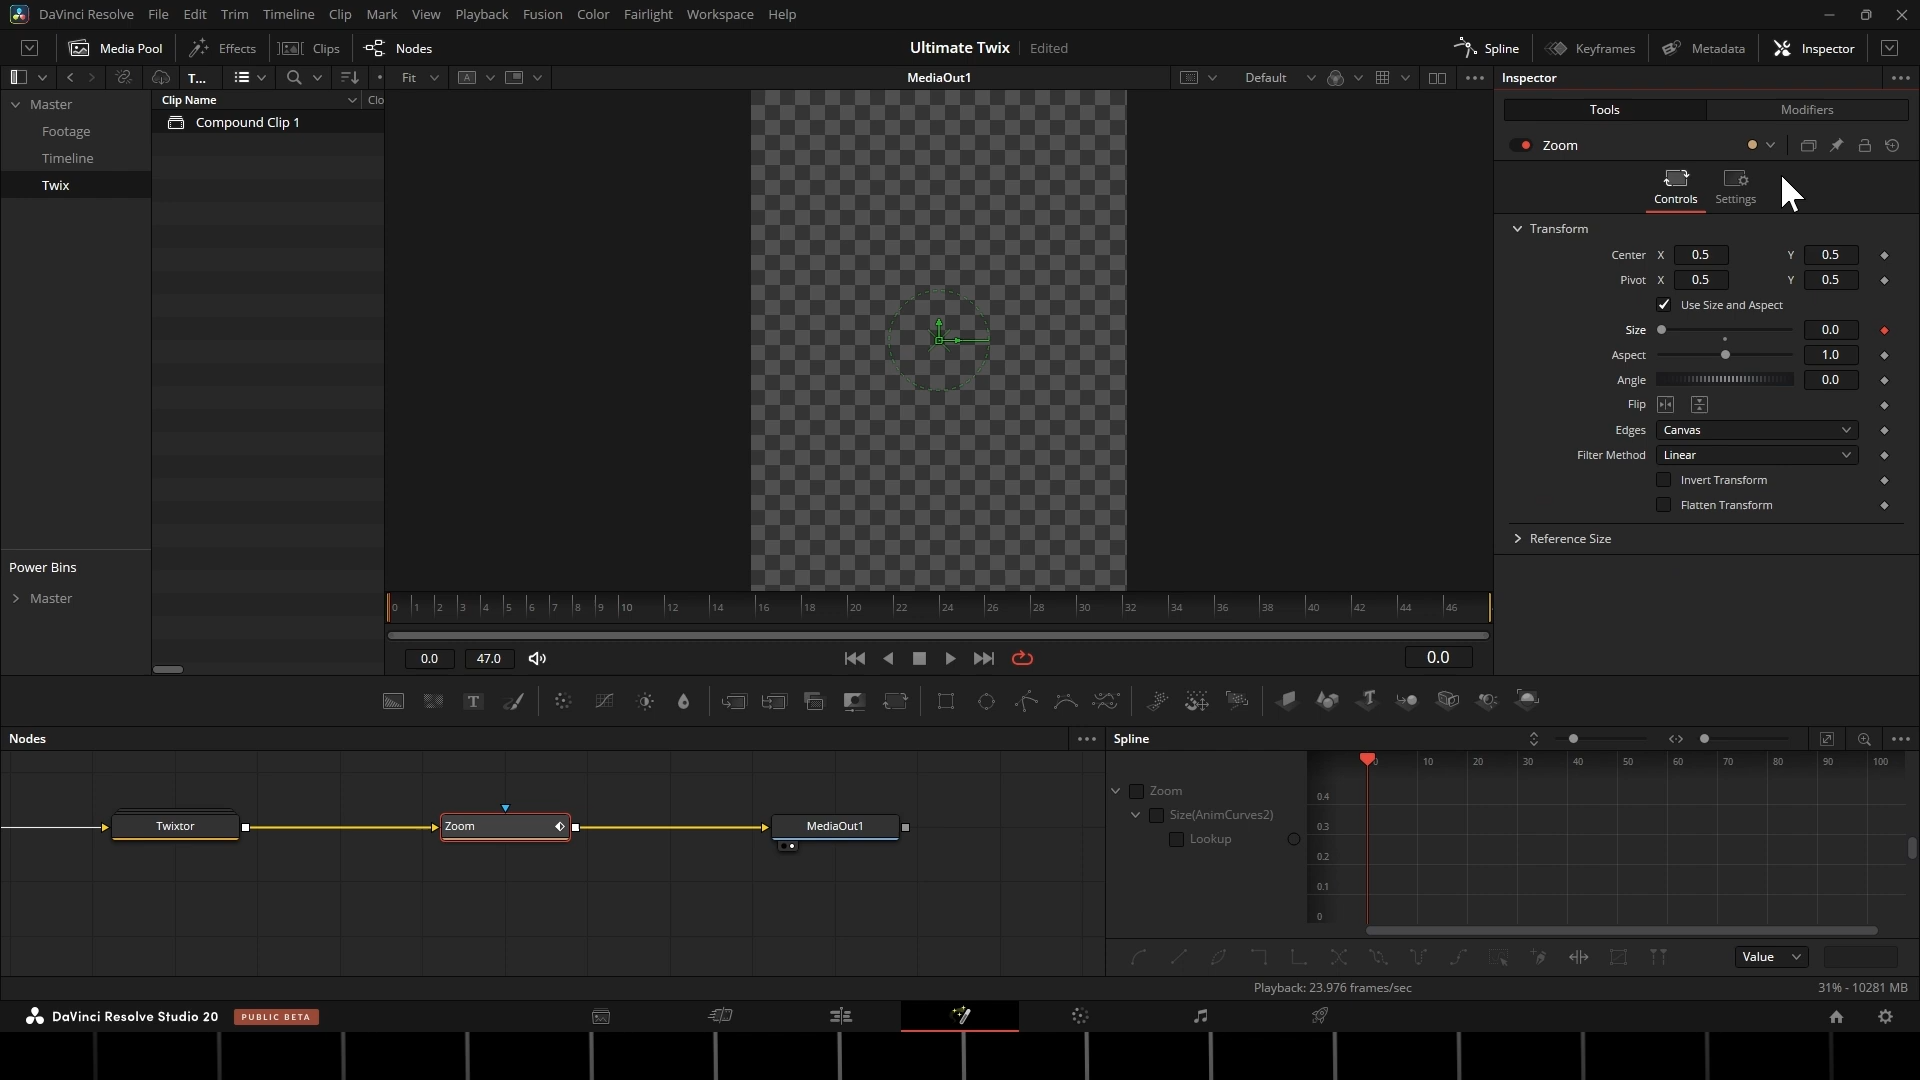 DaVinci Resolve File Edit Trim Timeline Clip Mark View Playback Fusion Color Fairlight Workspace Help
Media Pool Effects Clips Nodes Ultimate Twix Edited Spline Keyframes Metadata Inspector
T... Fit A MediaOut1 Default Inspector
Master Clip Name Clo Tools Modifiers
Footage Compound Clip 1
Timeline Zoom
Twix
Controls Settings
Transform
Center X 0.5 Y 0.5
Pivot X 0.5 Y 0.5
Use Size and Aspect
Size 0.0
Aspect 1.0
Angle 0.0
Flip
Edges Canvas
Filter Method Linear
Invert Transform
Flatten Transform
Reference Size
Power Bins
Master
0 1 2 3 4 5 6 7 8 9 10 12 14 16 18 20 22 24 26 28 30 32 34 36 38 40 42 44 46
0.0 47.0 0.0
T T
Nodes Spline
0 10 20 30 40 50 60 70 80 90 100
Zoom
0.4
Size(AnimCurves2)
Twixtor Zoom MediaOut1 0.3
Lookup
0.2
0.1
0
Value
Playback: 23.976 frames/sec 31% - 10281 MB
DaVinci Resolve Studio 20 PUBLIC BETA